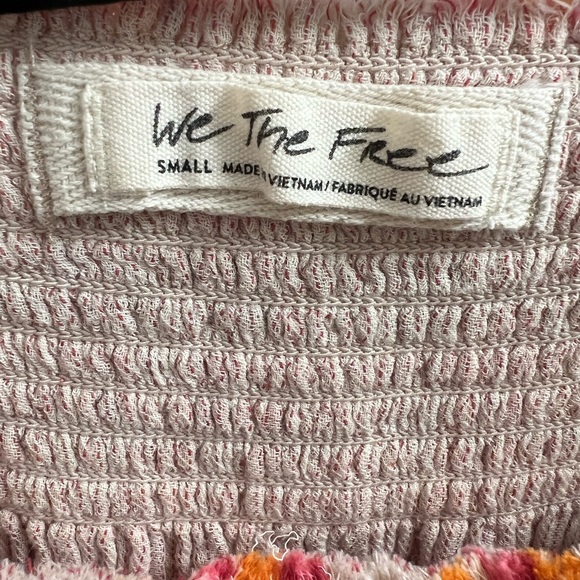 We The Free
SMALL MADE VIETNAM/FABRIQUÉ AU VIETNAM